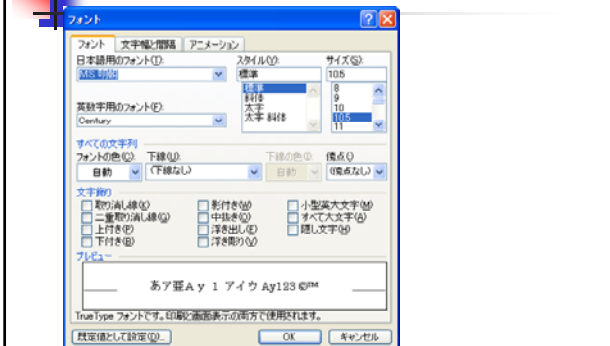 フォント
フォント 文字幅と間隔 アニメーション
日本語用のフォント(T): スタイル(Y): サイズ(S):
MS 明朝 標準 10.5
標準 8
斜体 9
太字 10
太字 斜体 10.5
11
英数字用のフォント(F):
Century
すべての文字列
フォントの色(C): 下線(U): 下線の色(I): 傍点(·):
自動 (下線なし) 自動 (傍点なし)
文字飾り
取り消し線(K) 影付き(W) 小型英大文字(M)
二重取り消し線(G) 中抜き(O) すべて大文字(A)
上付き(P) 浮き出し(E) 隠し文字(H)
下付き(B) 浮き彫り(V)
プレビュー
あア亜Ay 1 アイウ Ay123©™
TrueType フォントです。印刷と画面表示の両方で使用されます。
既定値として設定(D)... OK キャンセル